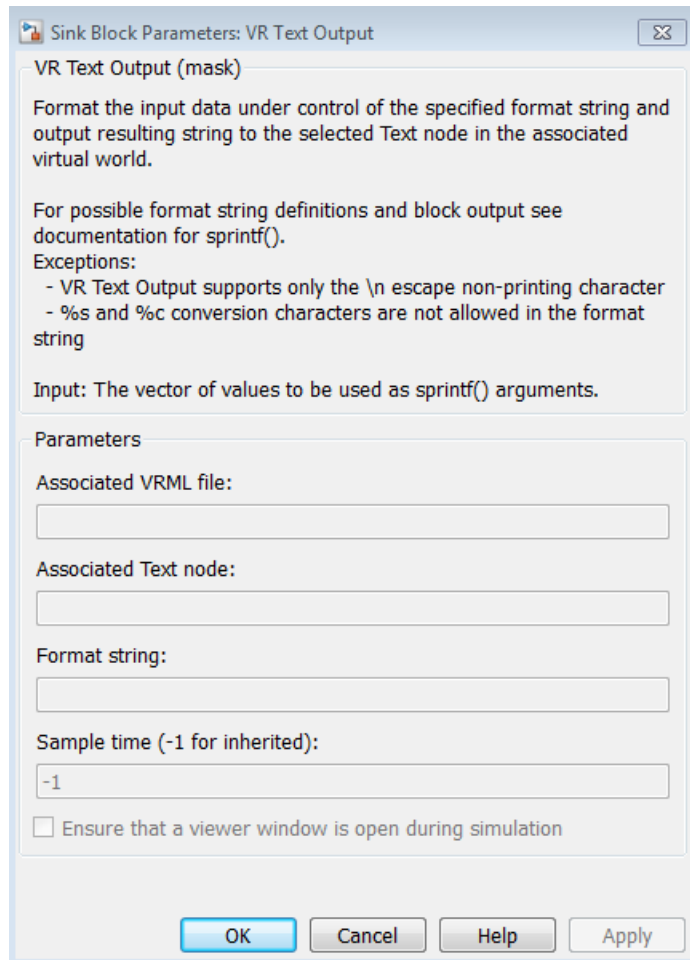 Sink Block Parameters: VR Text Output
VR Text Output (mask)
Format the input data under control of the specified format string and
output resulting string to the selected Text node in the associated
virtual world.
For possible format string definitions and block output see
documentation for sprintf().
Exceptions:
- VR Text Output supports only the \n escape non-printing character
- %s and %c conversion characters are not allowed in the format
string
Input: The vector of values to be used as sprintf() arguments.
Parameters
Associated VRML file:
Associated Text node:
Format string:
Sample time (-1 for inherited):
-1
Ensure that a viewer window is open during simulation
OK Cancel Help Apply